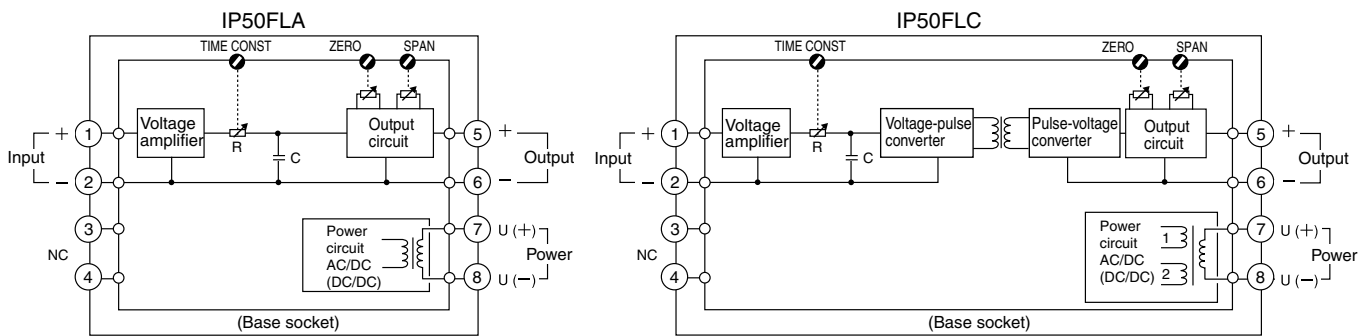 IP50FLA
TIME CONST
ZERO
SPAN
Voltage
amplifier
R
C
Output
circuit
Input
+
−
1
2
3
4
NC
5
6
7
8
+
−
Output
U (+)
U (−)
Power
Power
circuit
AC/DC
(DC/DC)
(Base socket)
IP50FLC
TIME CONST
ZERO
SPAN
Voltage
amplifier
R
C
Voltage-pulse
converter
Pulse-voltage
converter
Output
circuit
Input
+
−
1
2
3
4
NC
5
6
7
8
+
−
Output
U (+)
U (−)
Power
Power
circuit
AC/DC
(DC/DC)
1
2
(Base socket)